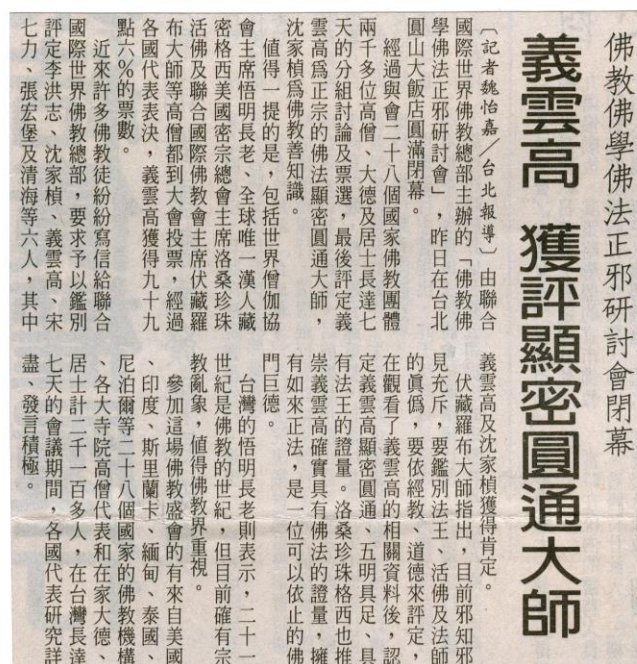 佛教佛學佛法正邪研討會閉幕
義雲高 獲評顯密圓通大師
〔記者魏怡嘉／台北報導〕由聯合
國際世界佛教總部主辦的「佛教佛
學佛法正邪研討會」，昨日在台北
圓山大飯店圓滿閉幕。
經過與會二十八個國家佛教團體
兩千多位高僧、大德及居士長達七
天的分組討論及票選，最後評定義
雲高爲正宗的佛法顯密圓通大師，
沈家楨爲佛教善知識。
值得一提的是，包括世界僧伽協
會主席悟明長老、全球唯一漢人藏
密格西美國密宗總會主席洛桑珍珠
活佛及聯合國際佛教會主席伏藏羅
布大師等高僧都到大會投票，經過
各國代表表決，義雲高獲得九十九
點六％的票數。
近來許多佛教徒紛紛寫信給聯合
國際世界佛教總部，要求予以鑑別
評定李洪志、沈家楨、義雲高、宋
七力、張宏堡及清海等六人，其中
義雲高及沈家楨獲得肯定。
伏藏羅布大師指出，目前邪知邪
見充斥，要鑑別法王、活佛及法師
的真僞，要依經教、道德來評定，
在觀看了義雲高的相關資料後，認
定義雲高顯密圓通、五明具足、具
有法王的證量。洛桑珍珠格西也推
崇義雲高確實具有佛法的證量，擁
有如來正法，是一位可以依止的佛
門巨德。
台灣的悟明長老則表示，二十一
世紀是佛教的世紀，但目前確有宗
教亂象，值得佛教界重視。
參加這場佛教盛會的有來自美國
、印度、斯里蘭卡、緬甸、泰國、
尼泊爾等二十八個國家的佛教機構
、各大寺院高僧代表和在家大德、
居士計二千一百多人，在台灣長達
七天的會議期間，各國代表研究詳
盡、發言積極。